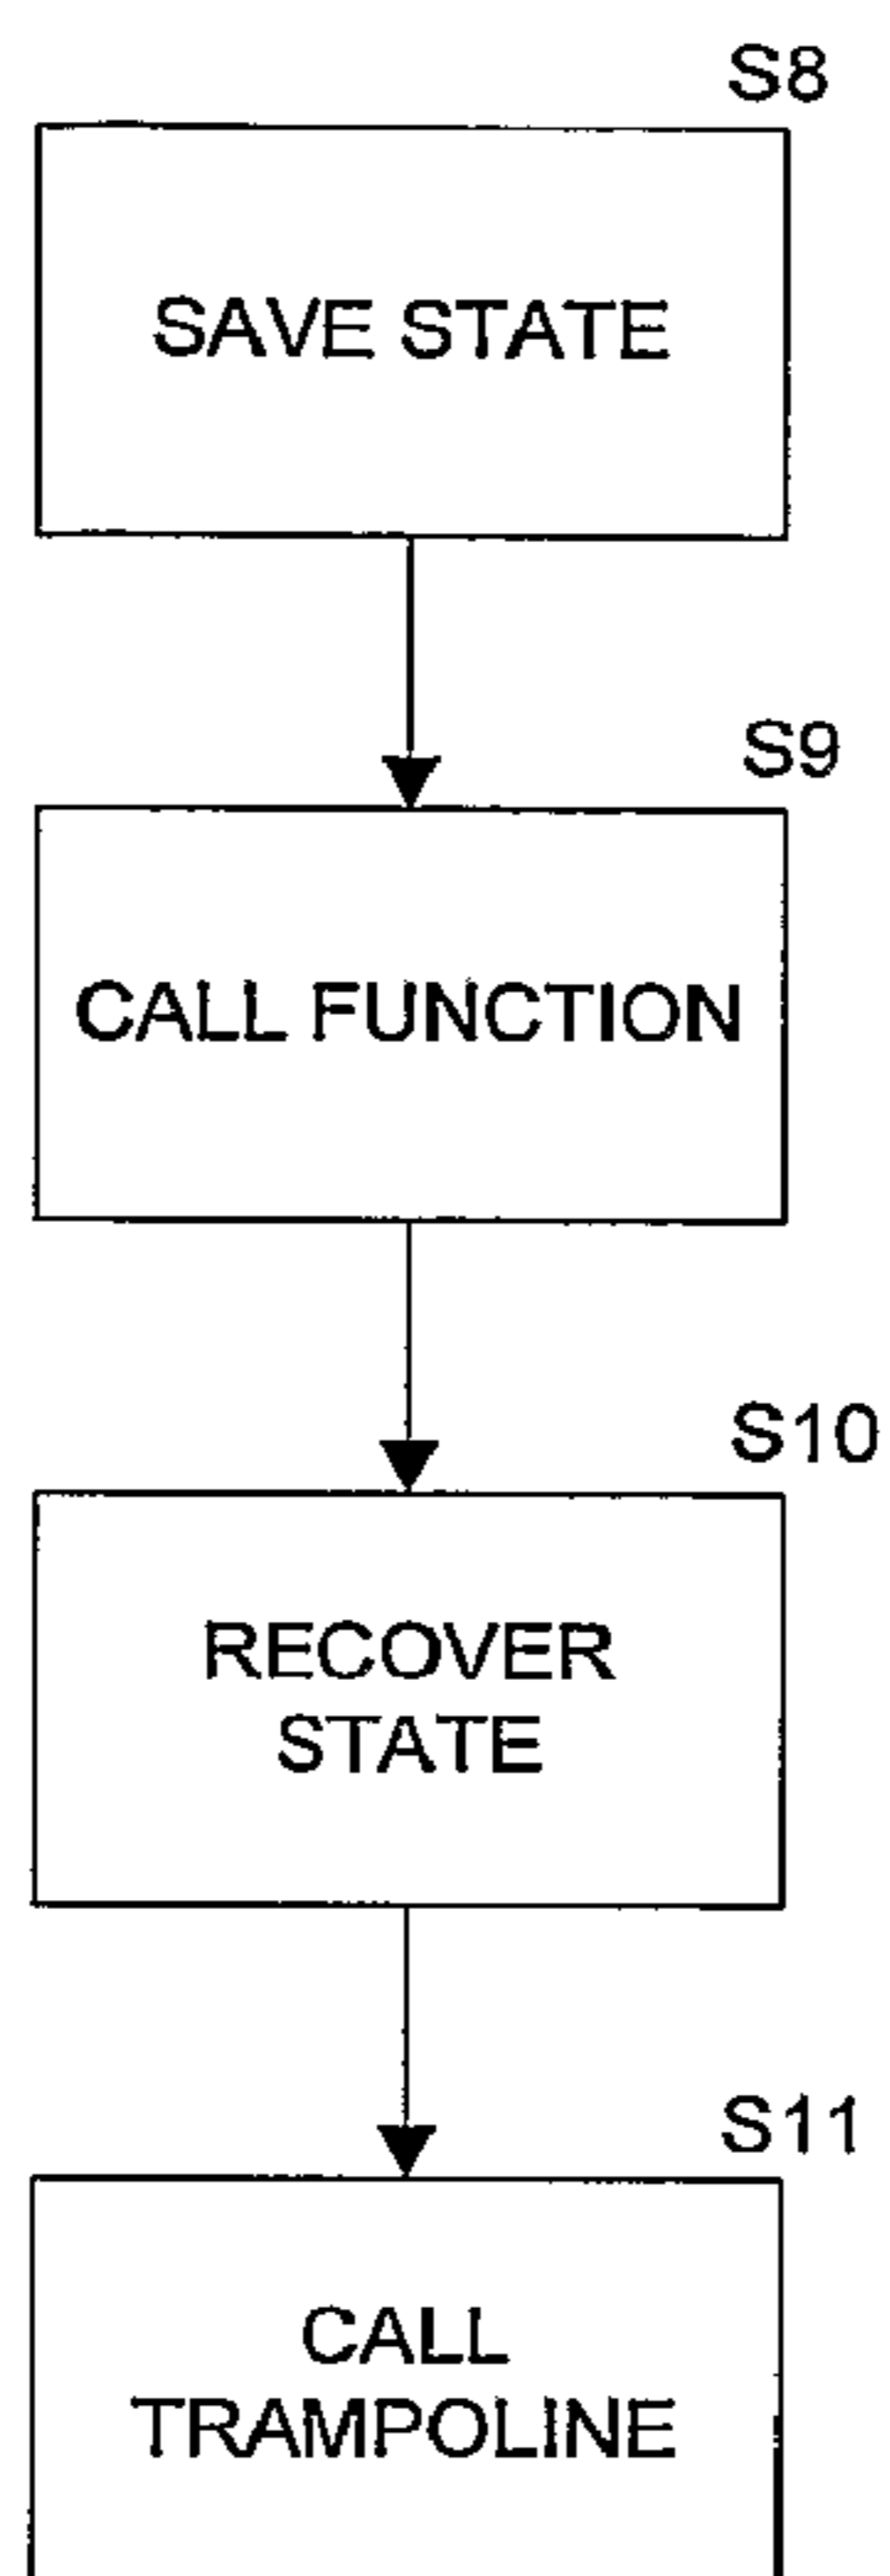 S8
SAVE STATE
S9
CALL FUNCTION
S10
RECOVER
STATE
S11
CALL
TRAMPOLINE